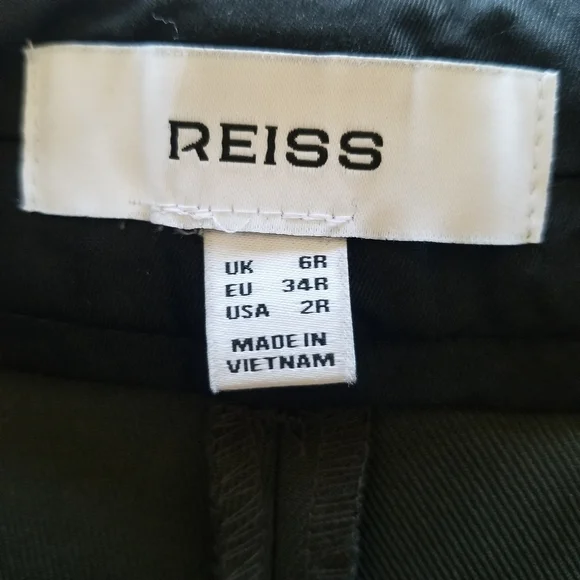 REISS
UK 6R
EU 34R
USA 2R
MADE IN
VIETNAM